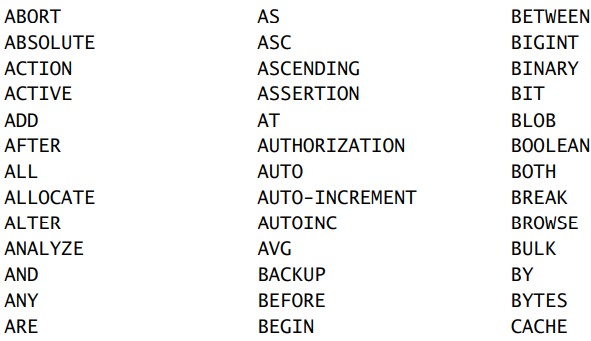 ABORT AS BETWEEN
ABSOLUTE ASC BIGINT
ACTION ASCENDING BINARY
ACTIVE ASSERTION BIT
ADD AT BLOB
AFTER AUTHORIZATION BOOLEAN
ALL AUTO BOTH
ALLOCATE AUTO-INCREMENT BREAK
ALTER AUTOINC BROWSE
ANALYZE AVG BULK
AND BACKUP BY
ANY BEFORE BYTES
ARE BEGIN CACHE